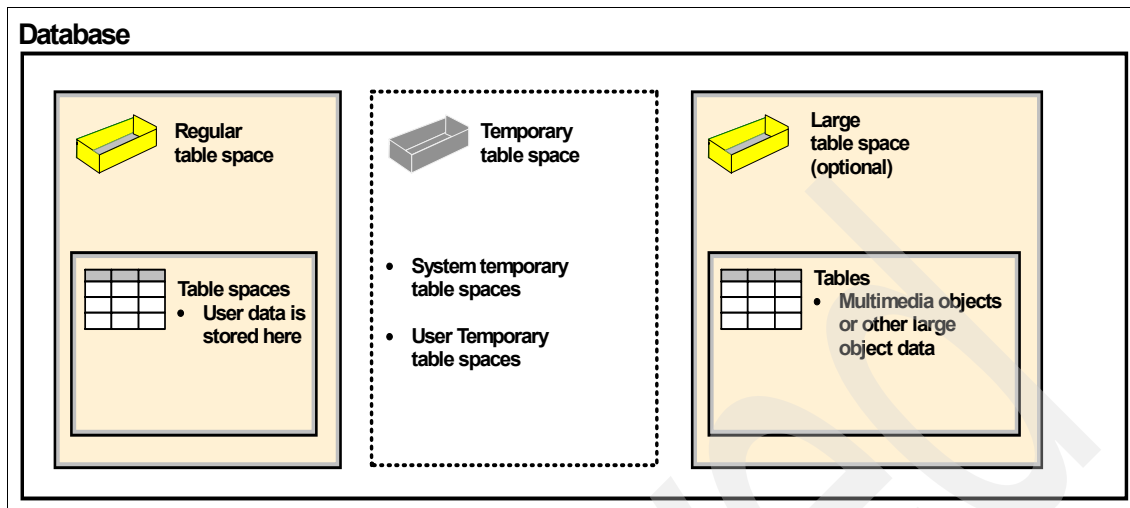 Database
Regular
table space
Table spaces
• User data is
stored here
Temporary
table space
• System temporary
table spaces
• User Temporary
table spaces
Large
table space
(optional)
Tables
• Multimedia objects
or other large
object data